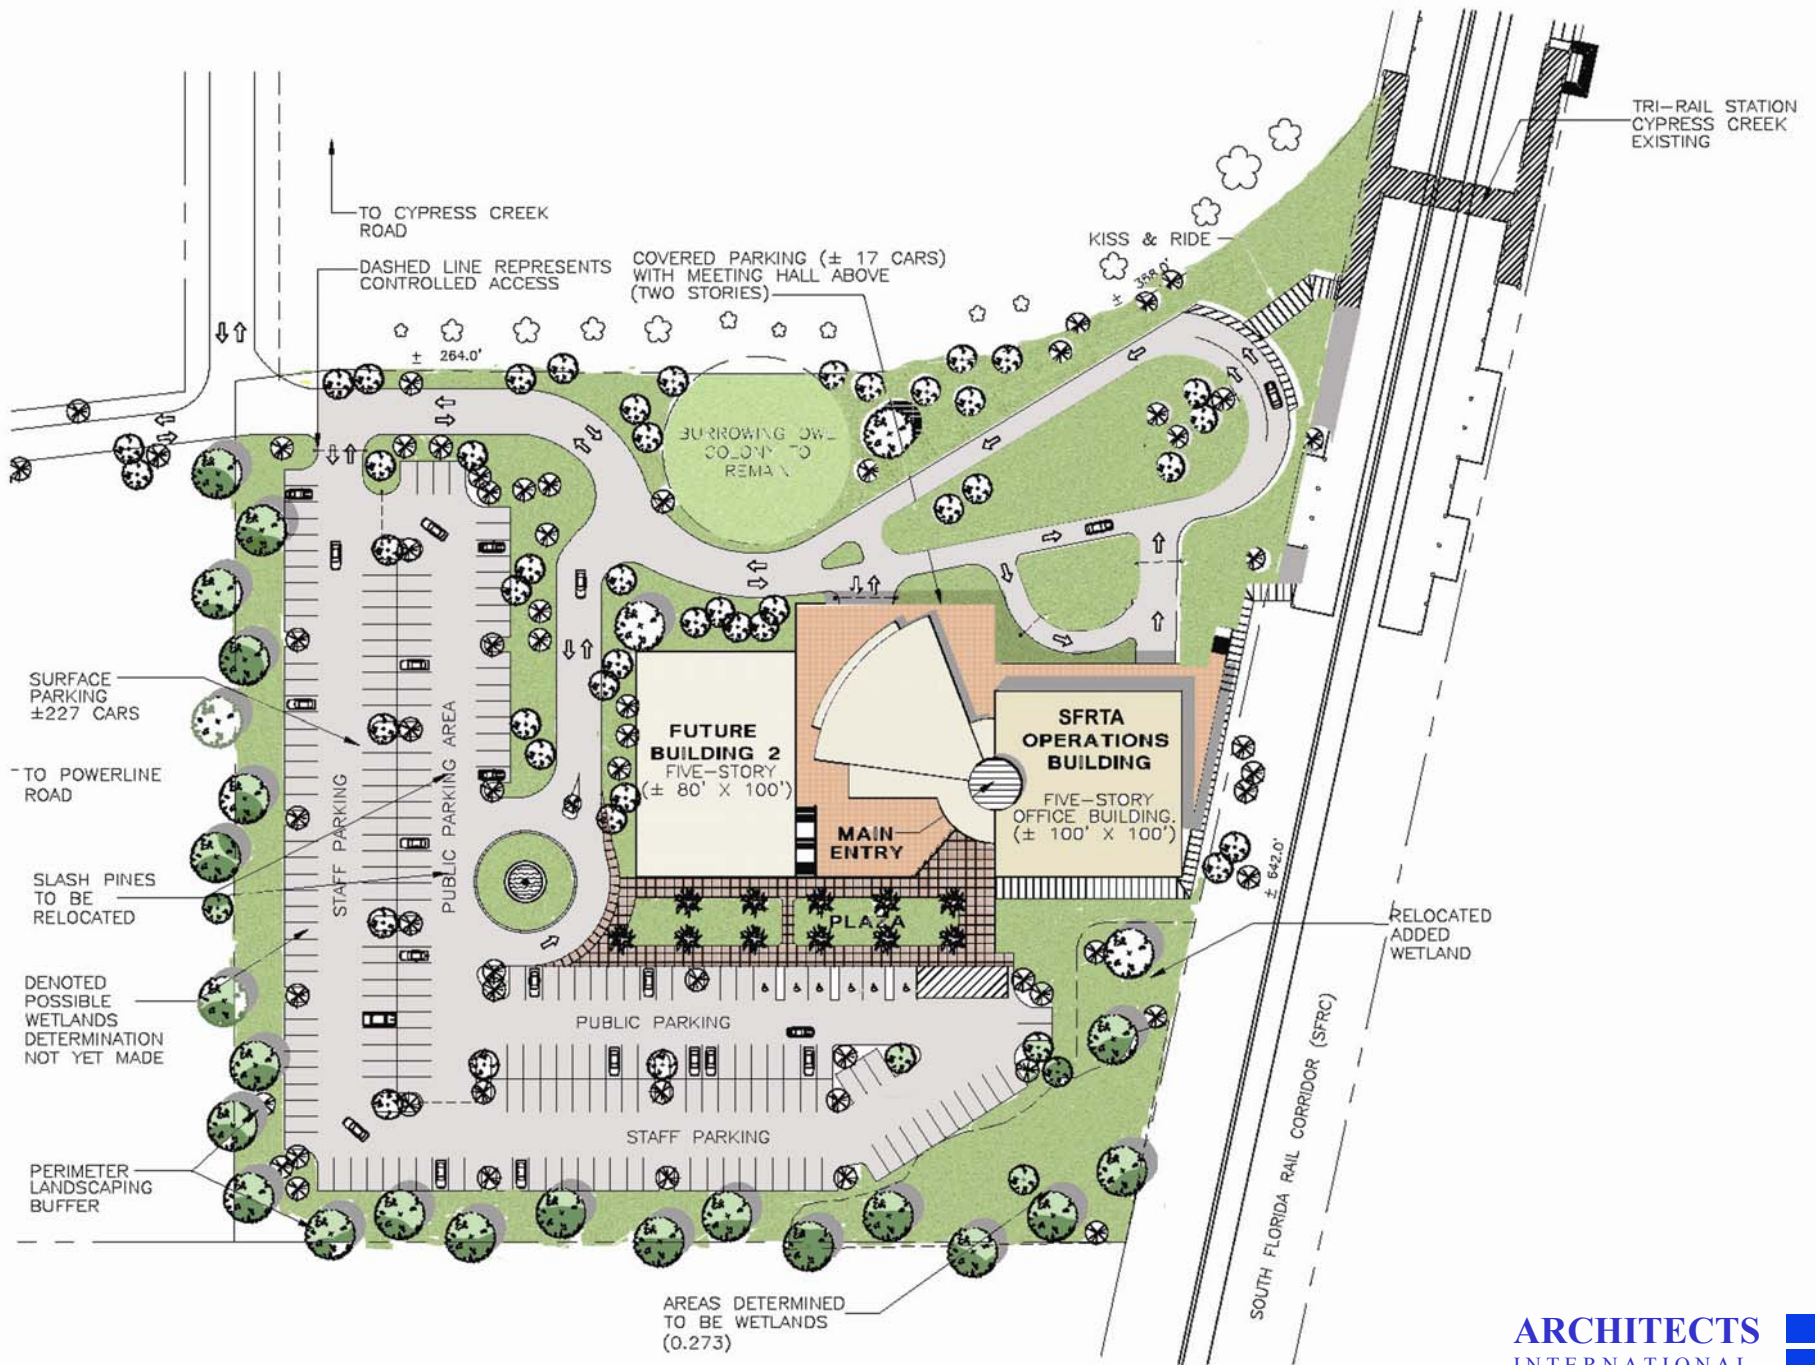 TRI-RAIL STATION
CYPRESS CREEK
EXISTING
TO CYPRESS CREEK
ROAD
KISS & RIDE
DASHED LINE REPRESENTS
CONTROLLED ACCESS
COVERED PARKING (± 17 CARS)
WITH MEETING HALL ABOVE
(TWO STORIES)
± 388.0'
± 264.0'
BURROWING OWL
COLONY TO
REMAIN
SURFACE
PARKING
±227 CARS
TO POWERLINE
ROAD
STAFF PARKING
PUBLIC PARKING AREA
FUTURE
BUILDING 2
FIVE-STORY
(± 80' X 100')
SFRTA
OPERATIONS
BUILDING
FIVE-STORY
OFFICE BUILDING.
(± 100' X 100')
MAIN
ENTRY
± 642.0'
SLASH PINES
TO BE
RELOCATED
PLAZA
RELOCATED
ADDED
WETLAND
DENOTED
POSSIBLE
WETLANDS
DETERMINATION
NOT YET MADE
PUBLIC PARKING
STAFF PARKING
SOUTH FLORIDA RAIL CORRIDOR (SFRC)
PERIMETER
LANDSCAPING
BUFFER
AREAS DETERMINED
TO BE WETLANDS
(0.273)
ARCHITECTS
INTERNATIONAL